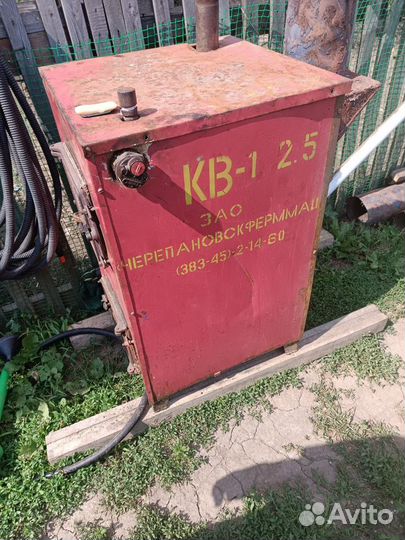 КВ-1 2.5
ЗАО
ЧЕРЕПАНОВСКФЕРММАШ
(383-45)-2-14-60
Avito